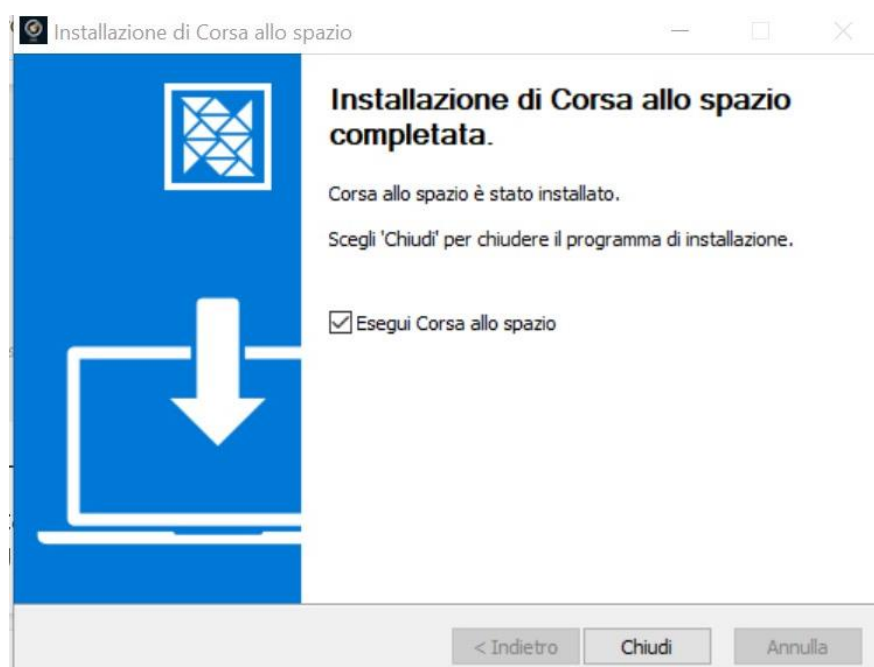 Installazione di Corsa allo spazio
Installazione di Corsa allo spazio
completata.
Corsa allo spazio è stato installato.
Scegli 'Chiudi' per chiudere il programma di installazione.
Esegui Corsa allo spazio
< Indietro
Chiudi
Annulla